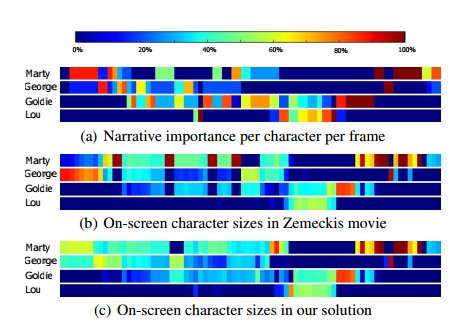 0% 20% 40% 60% 80% 100%
Marty
George
Goldie
Lou
(a) Narrative importance per character per frame
Marty
George
Goldie
Lou
(b) On-screen character sizes in Zemeckis movie
Marty
George
Goldie
Lou
(c) On-screen character sizes in our solution